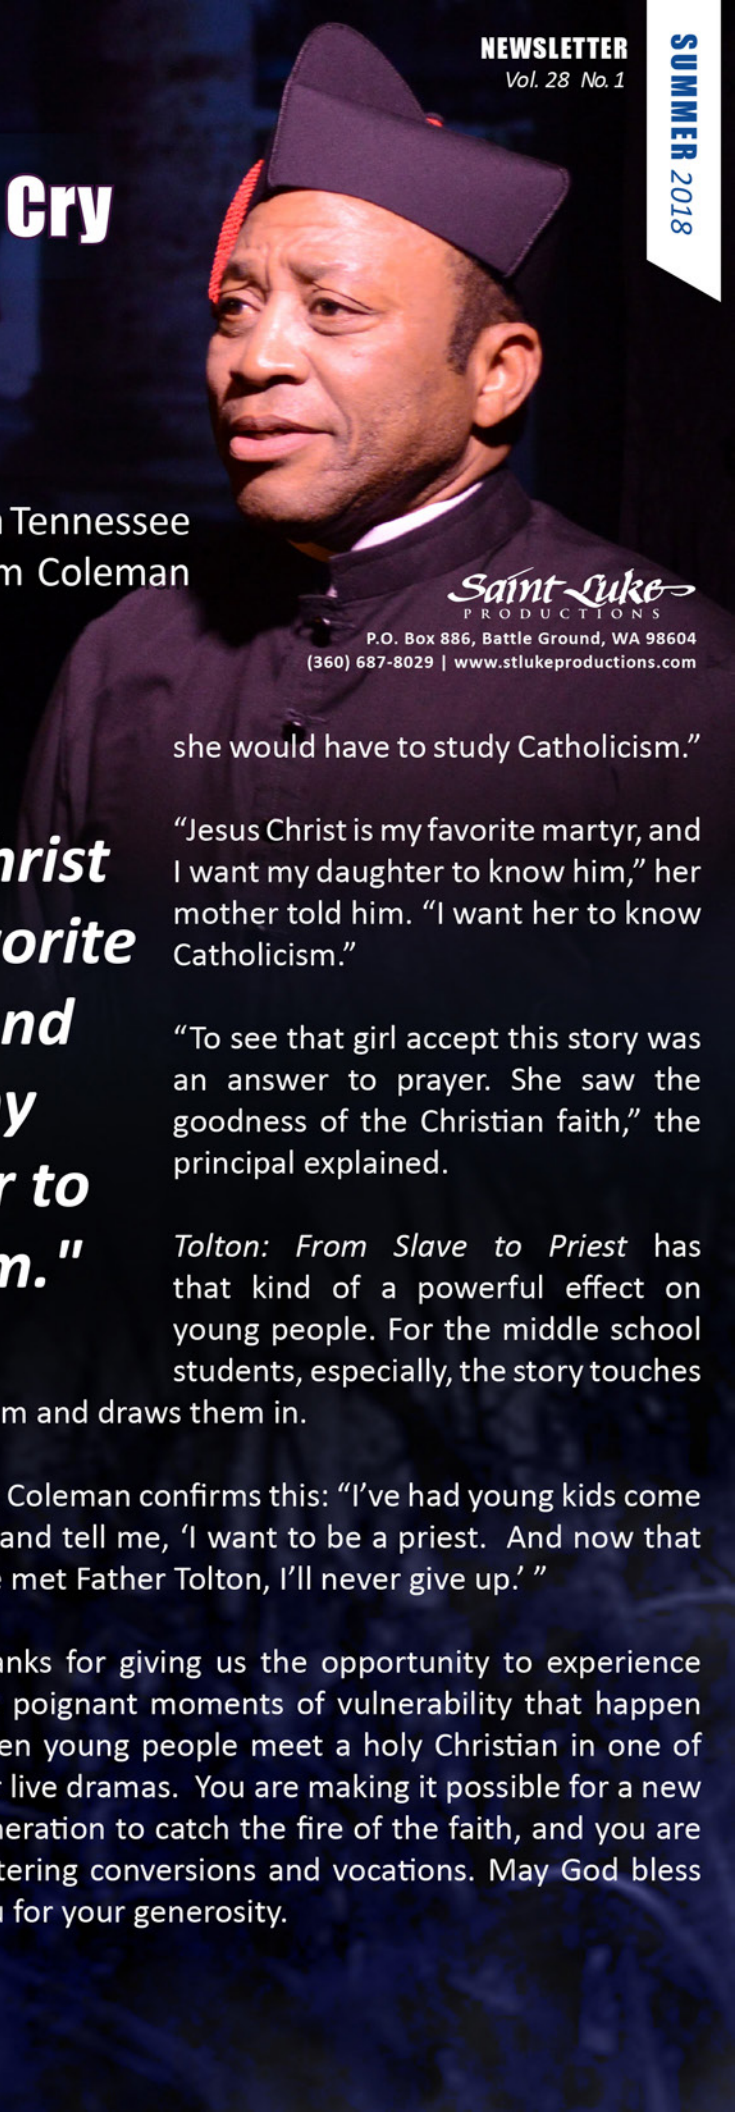 NEWSLETTER
Vol. 28 No. 1
SUMMER 2018
Cry
Tennessee
m Coleman
Saint Luke
PRODUCTIONS
P.O. Box 886, Battle Ground, WA 98604
(360) 687-8029 | www.stlukeproductions.com
hrist
orite
nd
y
r to
m."
she would have to study Catholicism.”
“Jesus Christ is my favorite martyr, and
I want my daughter to know him,” her
mother told him. “I want her to know
Catholicism.”
“To see that girl accept this story was
an answer to prayer. She saw the
goodness of the Christian faith,” the
principal explained.
Tolton: From Slave to Priest has
that kind of a powerful effect on
young people. For the middle school
students, especially, the story touches
m and draws them in.
Coleman confirms this: “I’ve had young kids come
and tell me, ‘I want to be a priest. And now that
e met Father Tolton, I’ll never give up.’ ”
anks for giving us the opportunity to experience
poignant moments of vulnerability that happen
en young people meet a holy Christian in one of
r live dramas. You are making it possible for a new
neration to catch the fire of the faith, and you are
tering conversions and vocations. May God bless
u for your generosity.